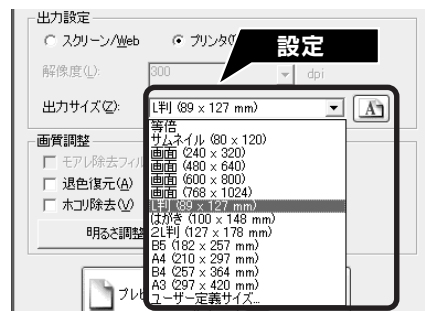 出力設定
スクリーン/Web
プリンタ(
設定
解像度(L):
300
dpi
出力サイズ(Z):
L判 (89 x 127 mm)
A
等倍
サムネイル (80 x 120)
画面 (240 x 320)
画面 (480 x 640)
画面 (600 x 800)
画面 (768 x 1024)
L判 (89 x 127 mm)
はがき (100 x 148 mm)
2L判 (127 x 178 mm)
B5 (182 x 257 mm)
A4 (210 x 297 mm)
B4 (257 x 364 mm)
A3 (297 x 420 mm)
ユーザー定義サイズ...
画質調整
モアレ除去フィル
退色復元(A)
ホコリ除去(V)
明るさ調整
プレビ